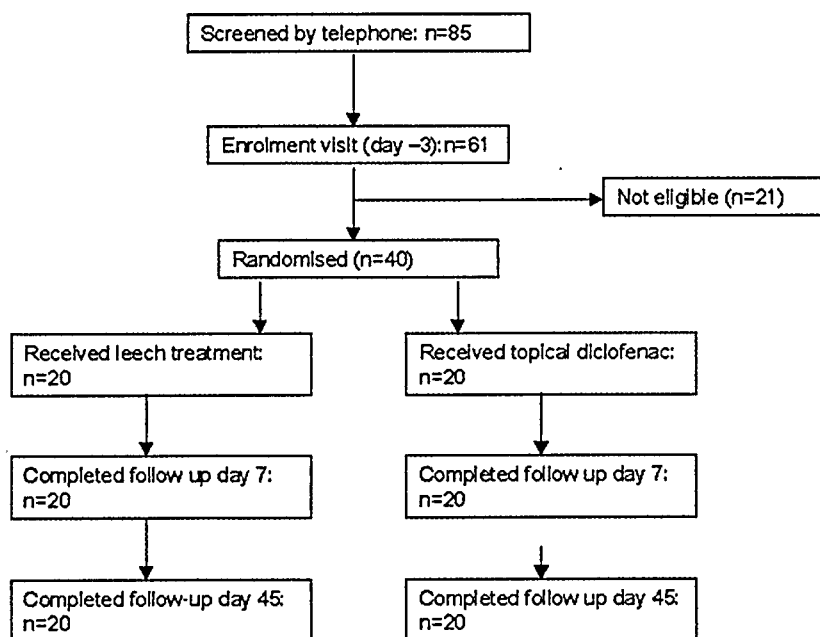 Screened by telephone: n=85
Enrolment visit (day –3):n=61
Not eligible (n=21)
Randomised (n=40)
Received leech treatment:
n=20
Received topical diclofenac:
n=20
Completed follow up day 7:
n=20
Completed follow up day 7:
n=20
Completed follow-up day 45:
n=20
Completed follow up day 45:
n=20